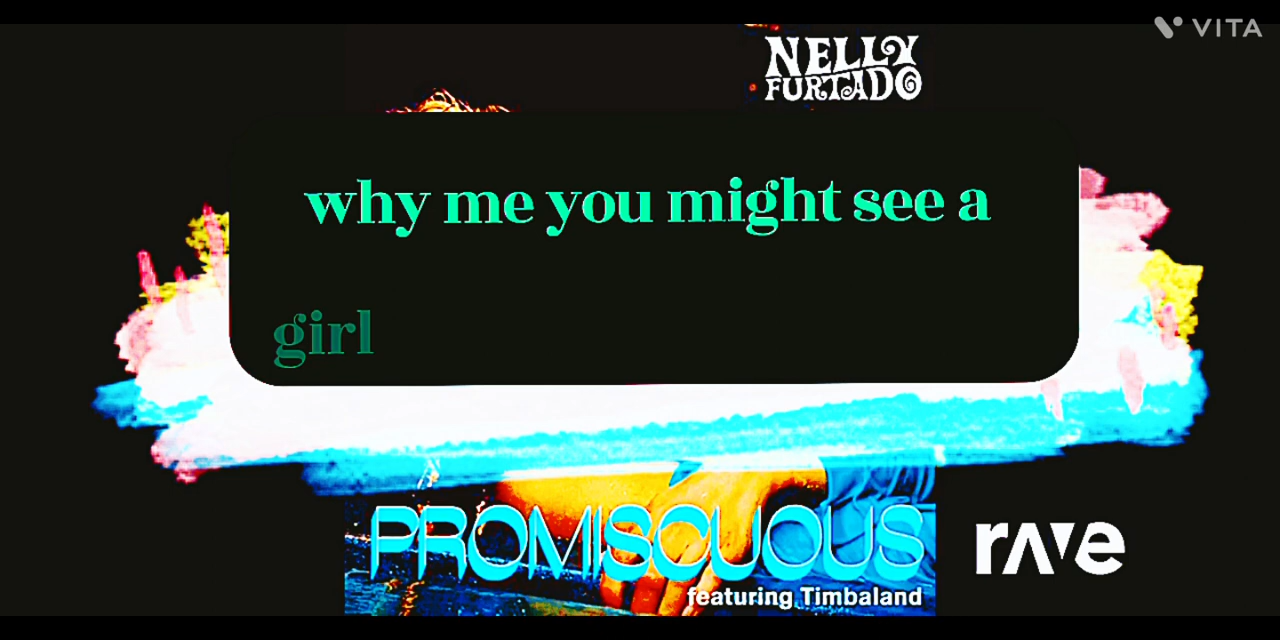 VITA
NELLY
FURTADO
why me you might see a
girl
PROMISCUOUS
featuring Timbaland
rave